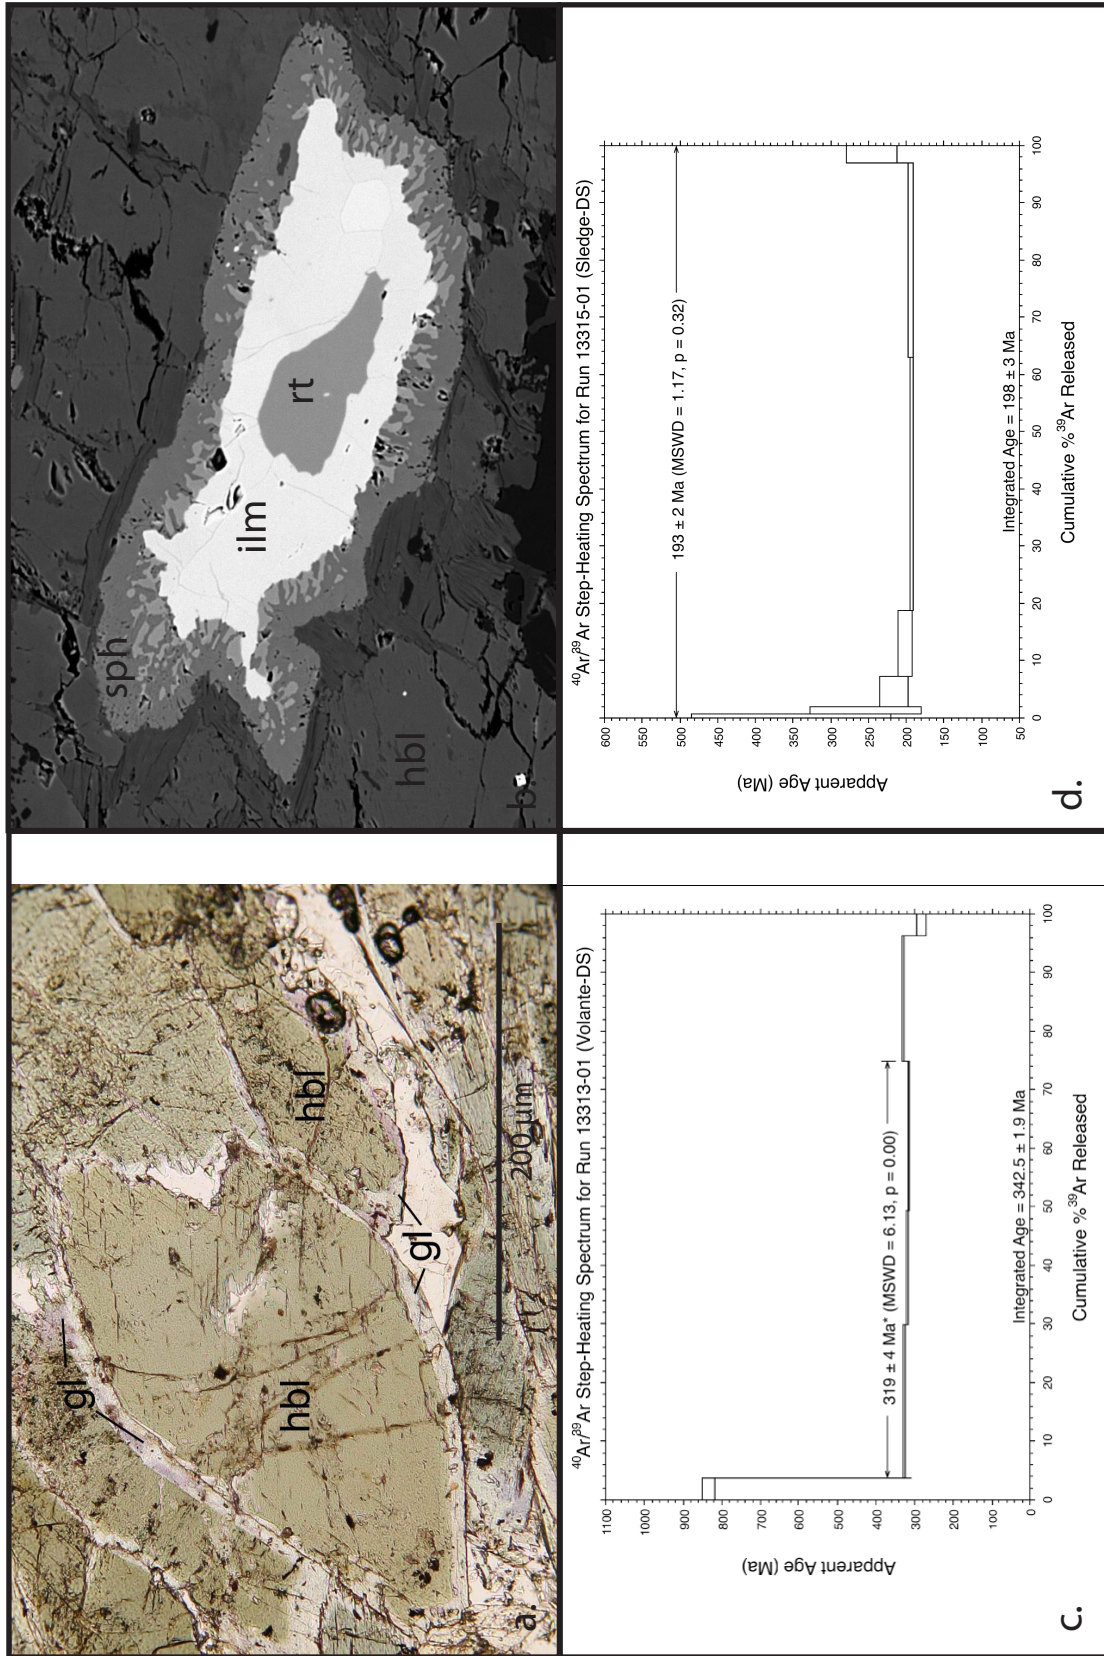 gl
hbl
hbl
gl
200 µm
a.
sph
ilm
rt
hbl
b.
⁴⁰Ar/³⁹Ar Step-Heating Spectrum for Run 13313-01 (Volante-DS)
1100
1000
900
800
700
600
500
400
300
200
100
0
Apparent Age (Ma)
319 ± 4 Ma* (MSWD = 6.13, p = 0.00)
Integrated Age = 342.5 ± 1.9 Ma
0 10 20 30 40 50 60 70 80 90 100
Cumulative %³⁹Ar Released
c.
⁴⁰Ar/³⁹Ar Step-Heating Spectrum for Run 13315-01 (Sledge-DS)
600
550
500
450
400
350
300
250
200
150
100
50
Apparent Age (Ma)
193 ± 2 Ma (MSWD = 1.17, p = 0.32)
Integrated Age = 198 ± 3 Ma
0 10 20 30 40 50 60 70 80 90 100
Cumulative %³⁹Ar Released
d.